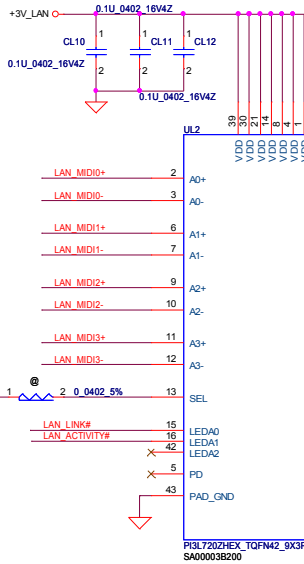 +3V_LAN
0.1U_0402_16V4Z
CL10
1
2
CL11
1
2
CL12
1
2
0.1U_0402_16V4Z
0.1U_0402_16V4Z
UL2
39
30
21
14
8
4
1
VDD
VDD
VDD
VDD
VDD
VDD
VDD
LAN_MIDI0+ 2 A0+
LAN_MIDI0- 3 A0-
LAN_MIDI1+ 6 A1+
LAN_MIDI1- 7 A1-
LAN_MIDI2+ 9 A2+
LAN_MIDI2- 10 A2-
LAN_MIDI3+ 11 A3+
LAN_MIDI3- 12 A3-
@
1 2 0_0402_5% 13 SEL
LAN_LINK# 15 LEDA0
LAN_ACTIVITY# 16 LEDA1
42 LEDA2
5 PD
43 PAD_GND
PI3L720ZHEX_TQFN42_9X3P
SA00003B200